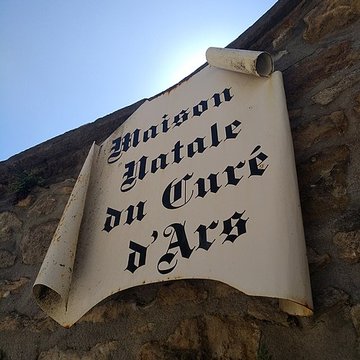 Maison
Natale
du Curé
d'Ars